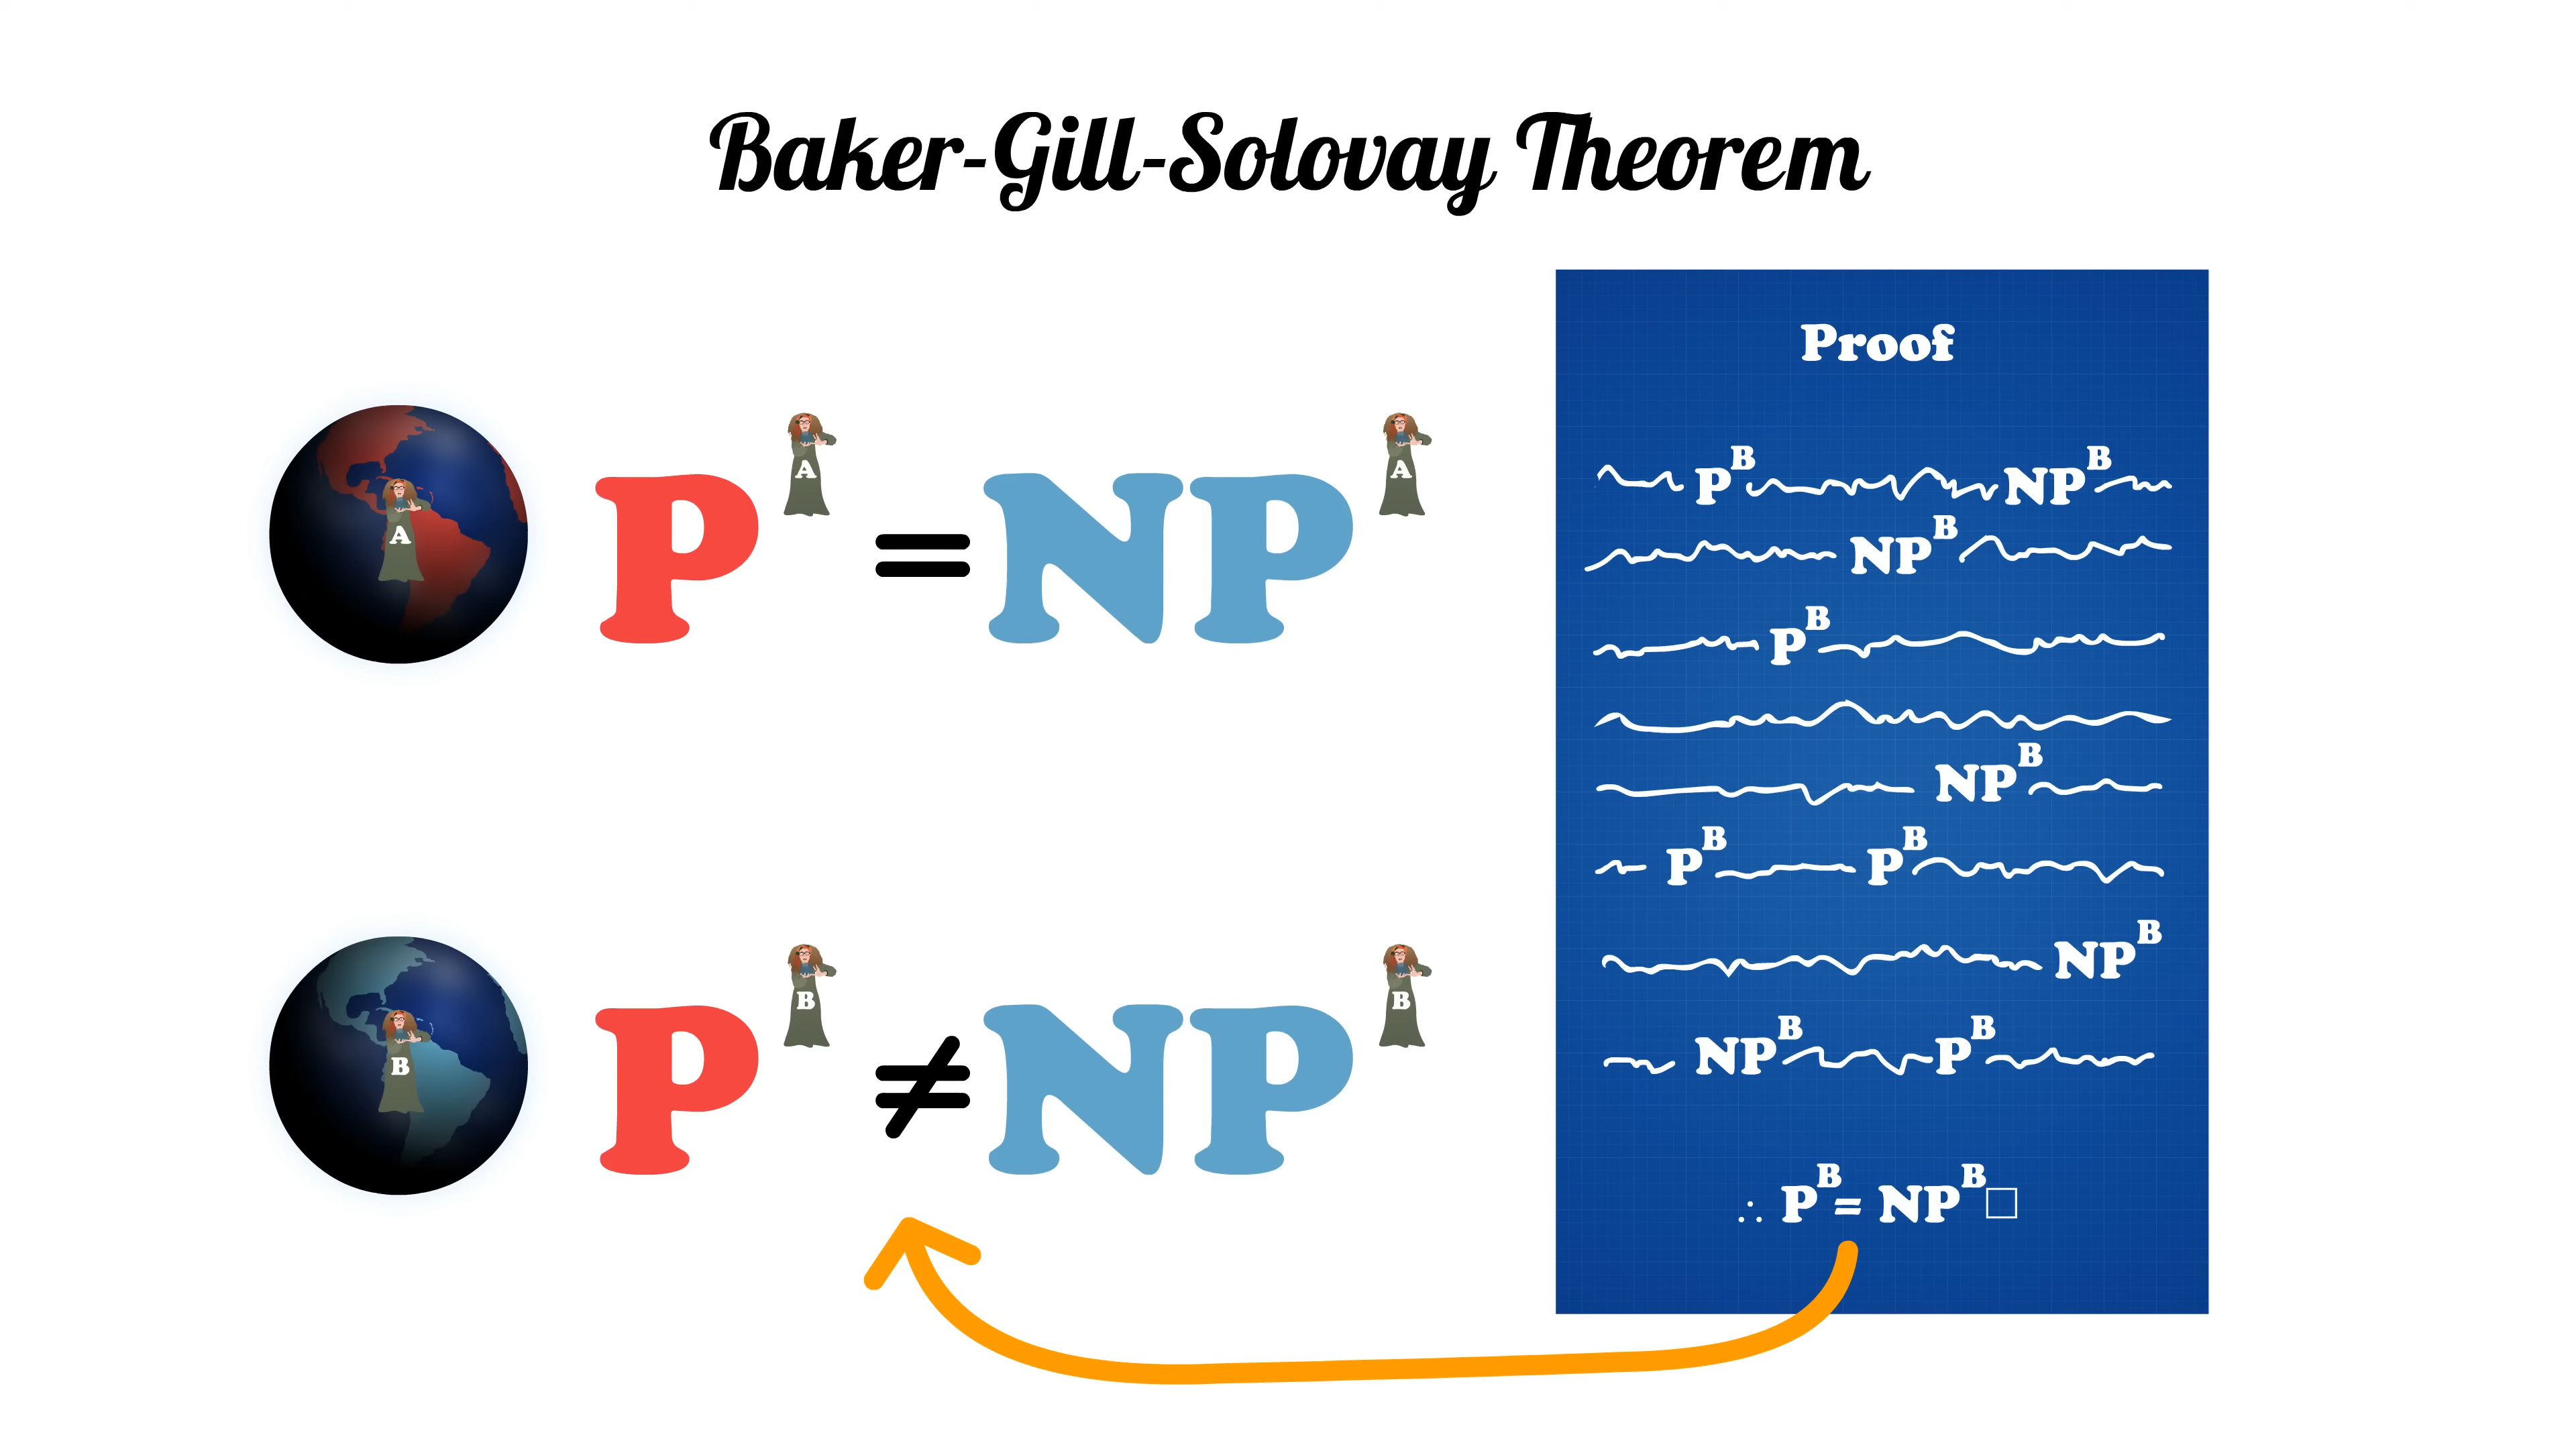 Baker-Gill-Solovay Theorem
A P^A = NP^A
B P^B ≠ NP^B
Proof
P^B NP^B
NP^B
P^B
NP^B
P^B P^B
NP^B
NP^B P^B
∴ P^B = NP^B □